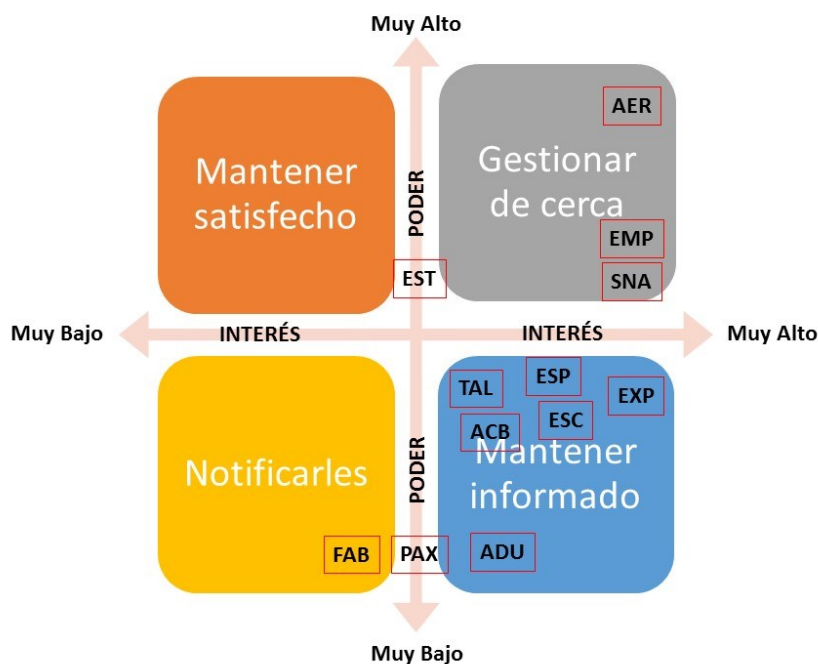 Muy Alto
AER
Mantener
satisfecho
PODER
Gestionar
de cerca
EMP
EST
SNA
Muy Bajo
INTERÉS
INTERÉS
Muy Alto
TAL
ESP
EXP
ACB
ESC
Notificarles
PODER
Mantener
informado
FAB
PAX
ADU
Muy Bajo